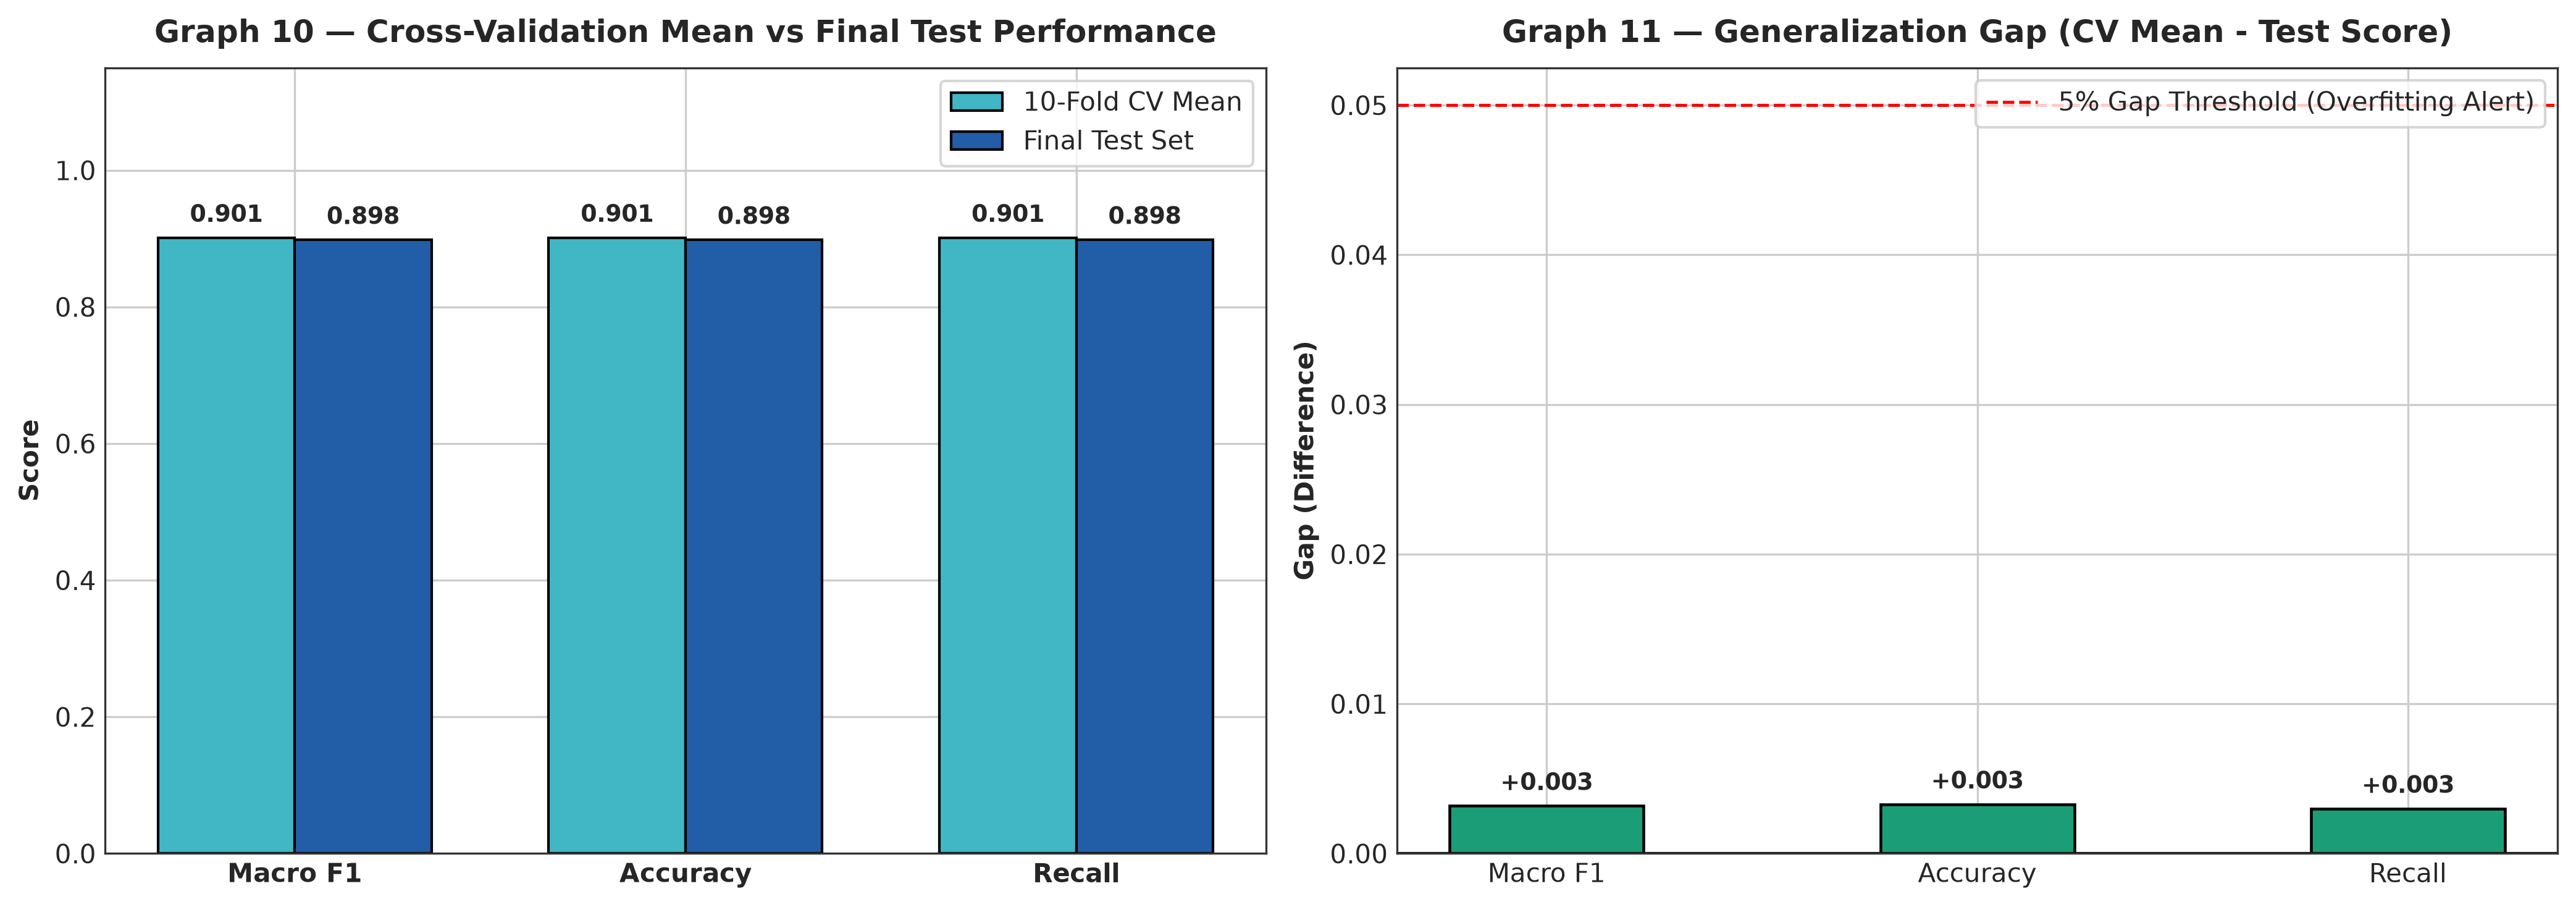 Graph 10 — Cross-Validation Mean vs Final Test Performance
10-Fold CV Mean
Final Test Set
Score
1.0
0.8
0.6
0.4
0.2
0.0
0.901
0.898
0.901
0.898
0.901
0.898
Macro F1
Accuracy
Recall
Graph 11 — Generalization Gap (CV Mean - Test Score)
5% Gap Threshold (Overfitting Alert)
Gap (Difference)
0.05
0.04
0.03
0.02
0.01
0.00
+0.003
+0.003
+0.003
Macro F1
Accuracy
Recall